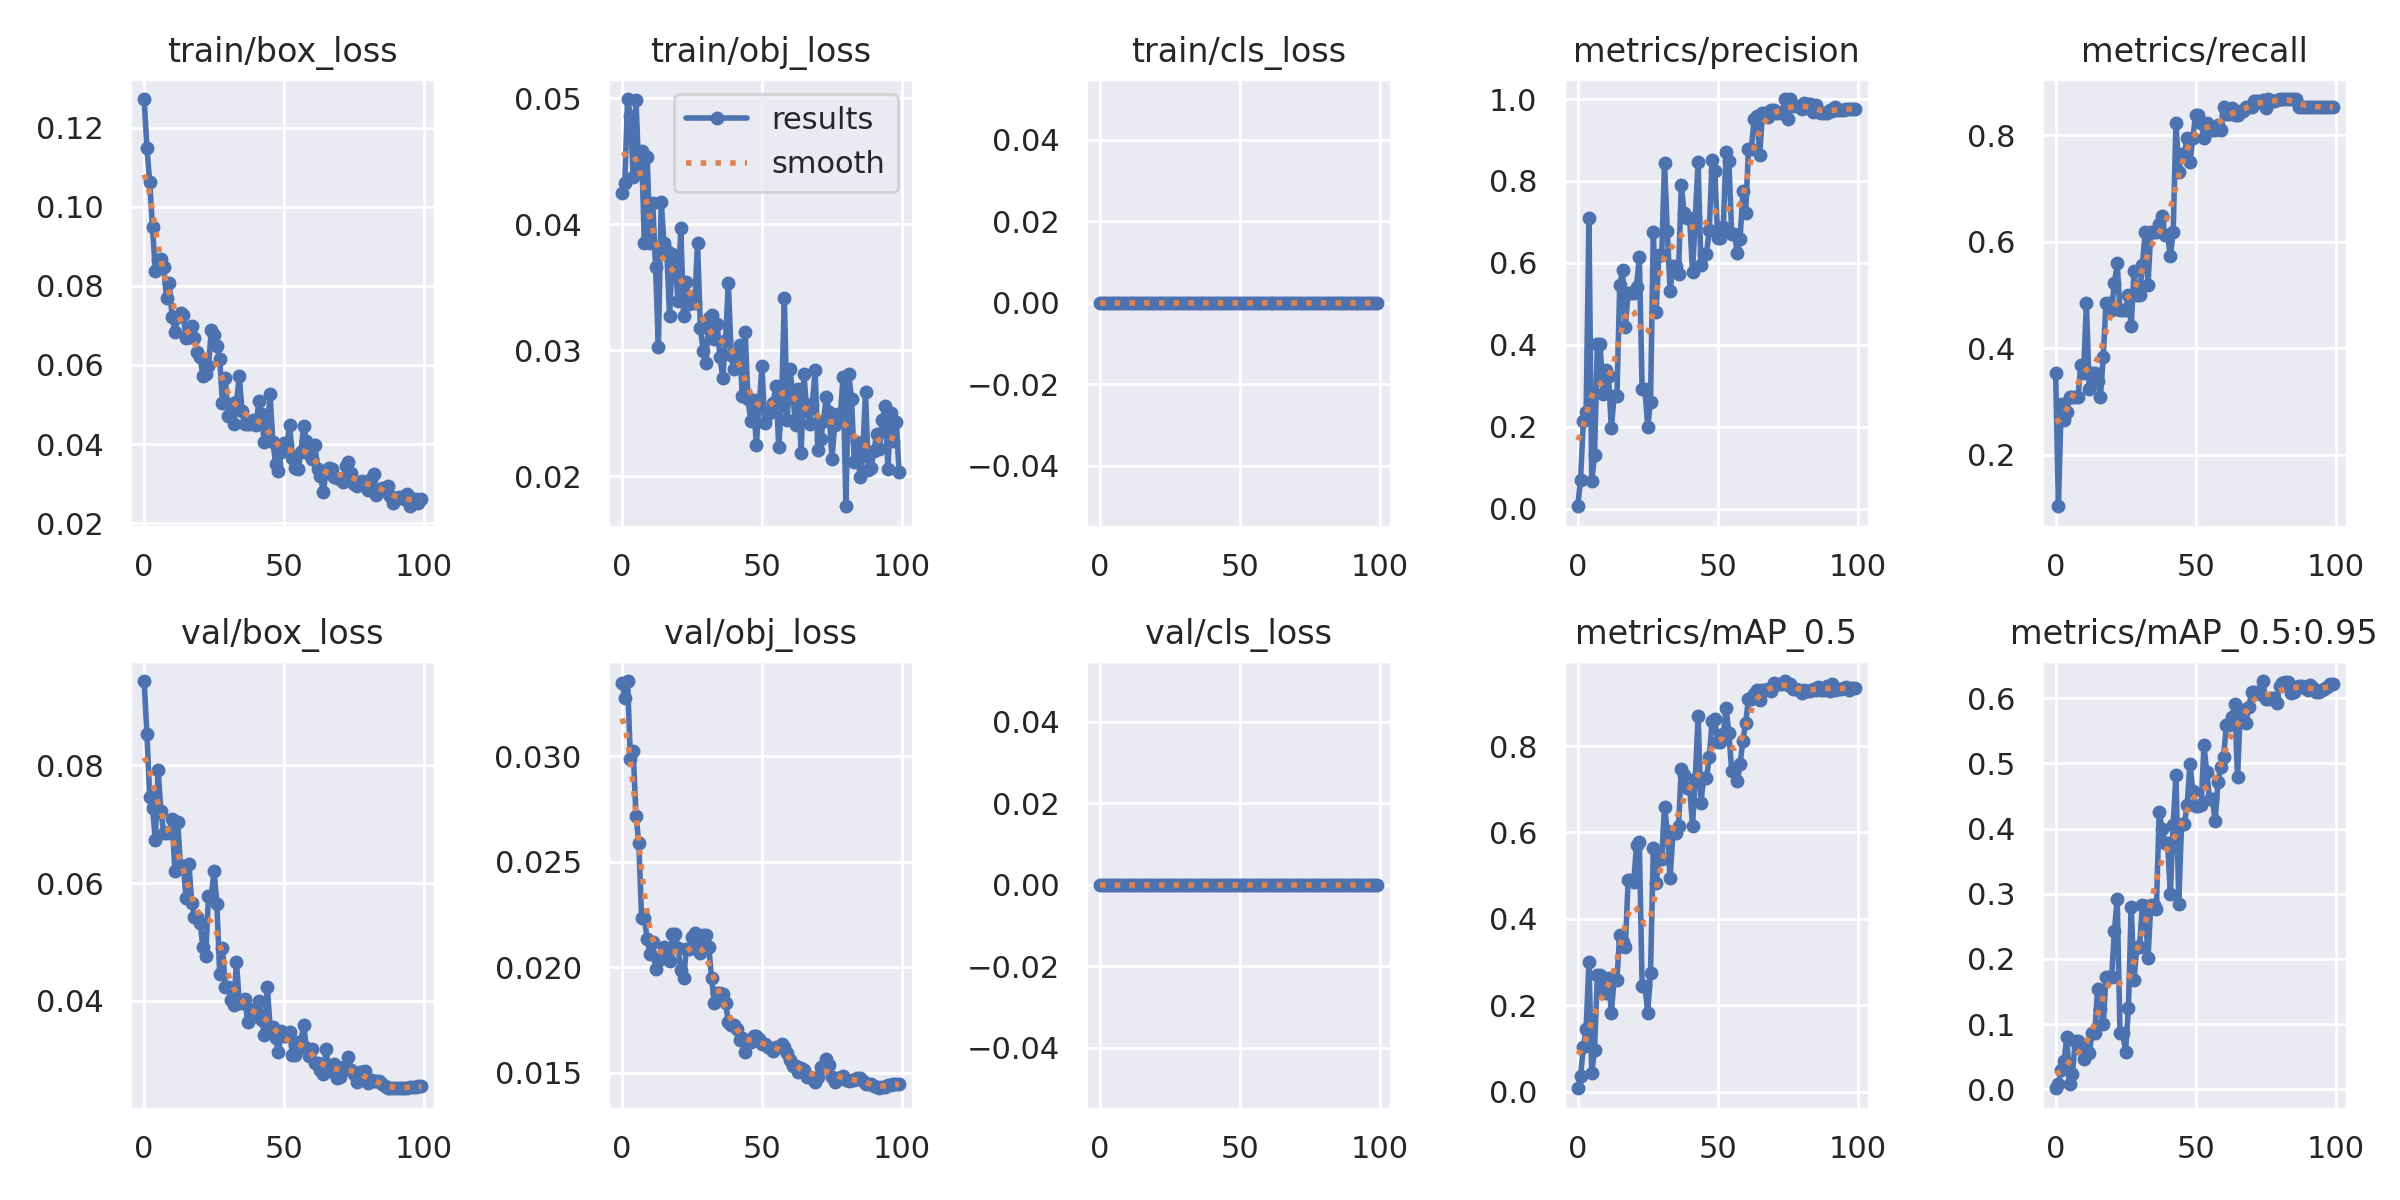 train/box_loss
0.12
0.10
0.08
0.06
0.04
0.02
0 50 100
train/obj_loss
results
smooth
0.05
0.04
0.03
0.02
0 50 100
train/cls_loss
0.04
0.02
0.00
−0.02
−0.04
0 50 100
metrics/precision
1.0
0.8
0.6
0.4
0.2
0.0
0 50 100
metrics/recall
0.8
0.6
0.4
0.2
0 50 100
val/box_loss
0.08
0.06
0.04
0 50 100
val/obj_loss
0.030
0.025
0.020
0.015
0 50 100
val/cls_loss
0.04
0.02
0.00
−0.02
−0.04
0 50 100
metrics/mAP_0.5
0.8
0.6
0.4
0.2
0.0
0 50 100
metrics/mAP_0.5:0.95
0.6
0.5
0.4
0.3
0.2
0.1
0.0
0 50 100